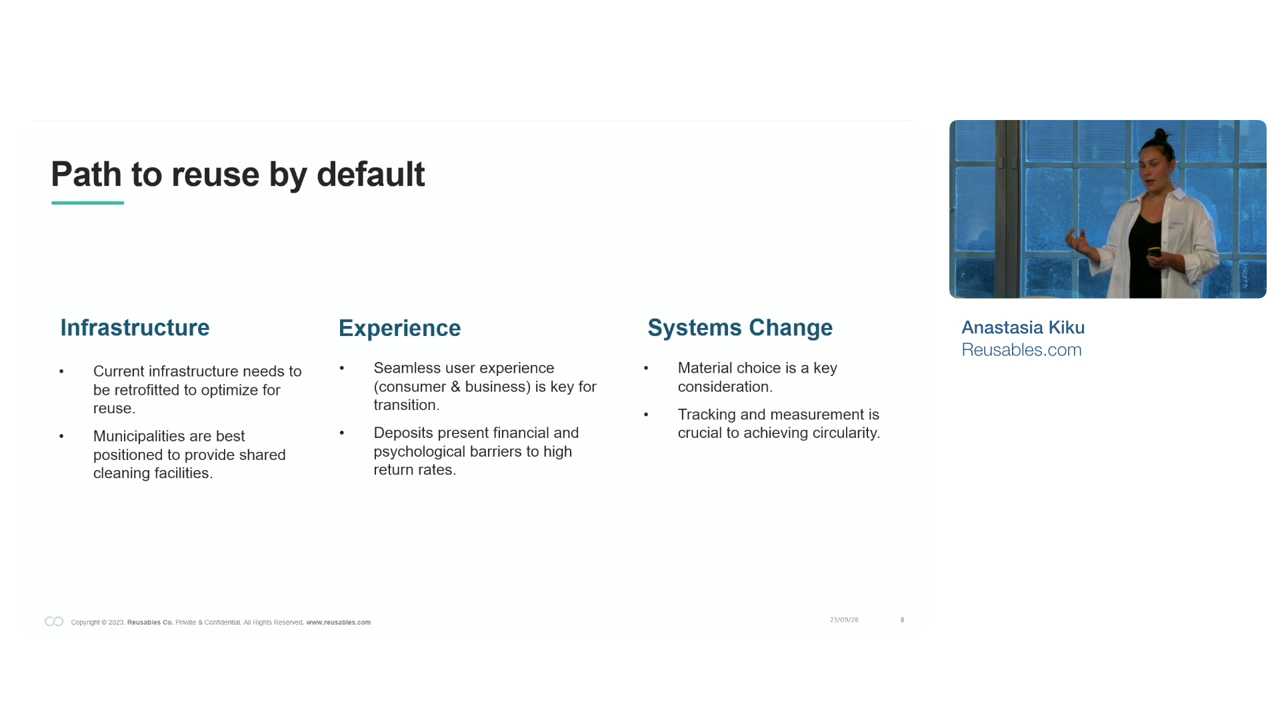 Path to reuse by default
Infrastructure
• Current infrastructure needs to
be retrofitted to optimize for
reuse.
• Municipalities are best
positioned to provide shared
cleaning facilities.
Experience
• Seamless user experience
(consumer & business) is key for
transition.
• Deposits present financial and
psychological barriers to high
return rates.
Systems Change
• Material choice is a key
consideration.
• Tracking and measurement is
crucial to achieving circularity.
Copyright © 2023. Reusables Co. Private & Confidential. All Rights Reserved. www.reusables.com
23/09/28
8
Anastasia Kiku
Reusables.com